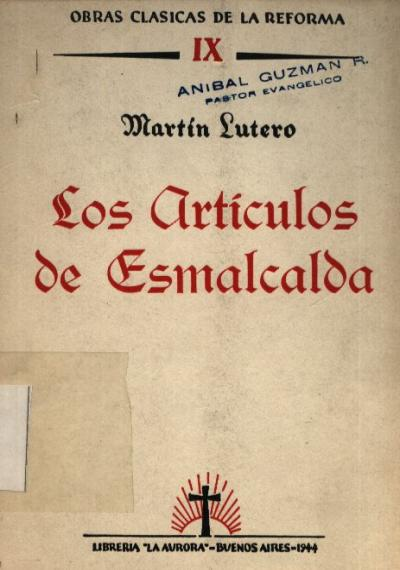 OBRAS CLASICAS DE LA REFORMA
IX
ANIBAL GUZMAN R.
PASTOR EVANGELICO
Martín Lutero
Los Artículos
de Esmalcalda
LIBRERIA "LA AURORA"-BUENOS AIRES-1944